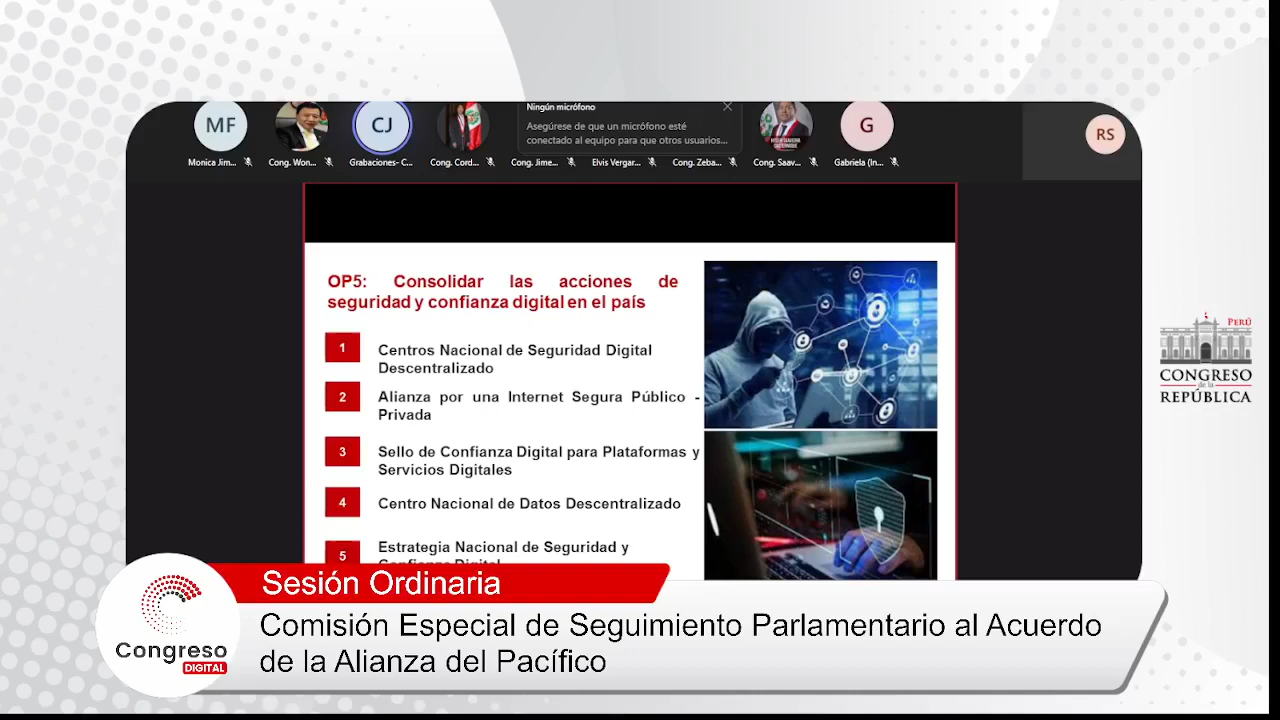 MF
CJ
Ningún micrófono
Asegúrese de que un micrófono esté
conectado al equipo para que otros usuarios...
G
RS
Monica Jim...
Cong. Won...
Grabaciones- C...
Cong. Cord...
Cong. Jime...
Elvis Vergar...
Cong. Zeba...
Cong. Saav...
Gabriela (In...
OP5: Consolidar las acciones de
seguridad y confianza digital en el país
1 Centros Nacional de Seguridad Digital
Descentralizado
2 Alianza por una Internet Segura Público -
Privada
3 Sello de Confianza Digital para Plataformas y
Servicios Digitales
4 Centro Nacional de Datos Descentralizado
5 Estrategia Nacional de Seguridad y
Confianza Digital
PERÚ
CONGRESO
de la
REPÚBLICA
Sesión Ordinaria
Comisión Especial de Seguimiento Parlamentario al Acuerdo
de la Alianza del Pacífico
Congreso
DIGITAL